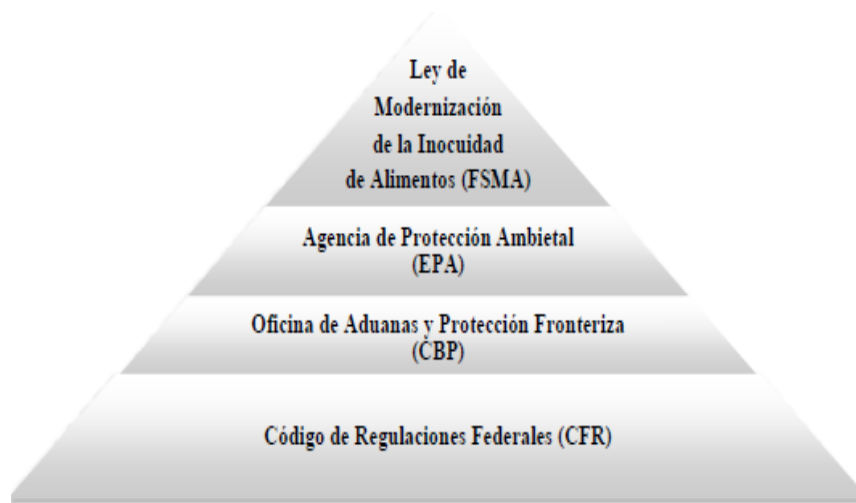 Ley de
Modernización
de la Inocuidad
de Alimentos (FSMA)
Agencia de Protección Ambietal
(EPA)
Oficina de Aduanas y Protección Fronteriza
(CBP)
Código de Regulaciones Federales (CFR)